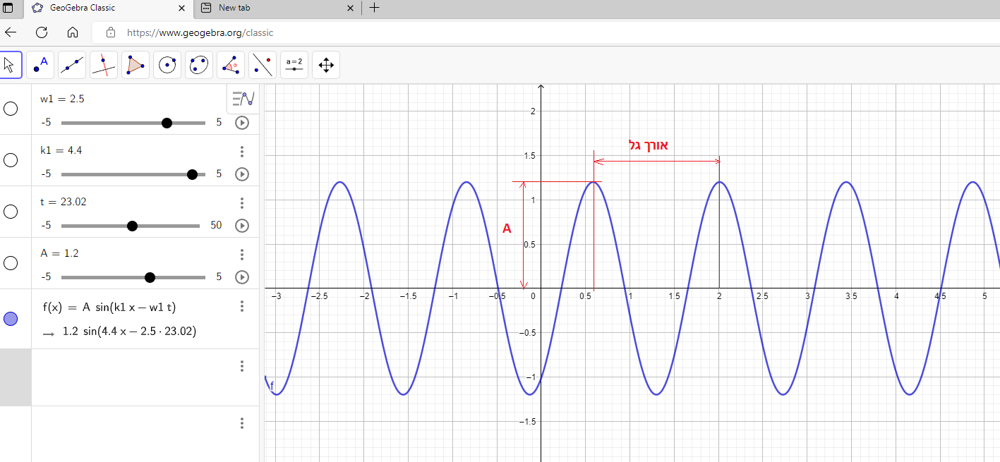 GeoGebra Classic
New tab
https://www.geogebra.org/classic
A
α
a=2
w1 = 2.5
-5 5
k1 = 4.4
-5 5
t = 23.02
-5 50
A = 1.2
-5 5
f(x) = A sin(k1 x − w1 t)
→ 1.2 sin(4.4 x − 2.5 · 23.02)
2
אורך גל
1.5
1
A
0.5
−3 −2.5 −2 −1.5 −1 −0.5 0 0.5 1 1.5 2 2.5 3 3.5 4 4.5 5
−0.5
−1
f
−1.5